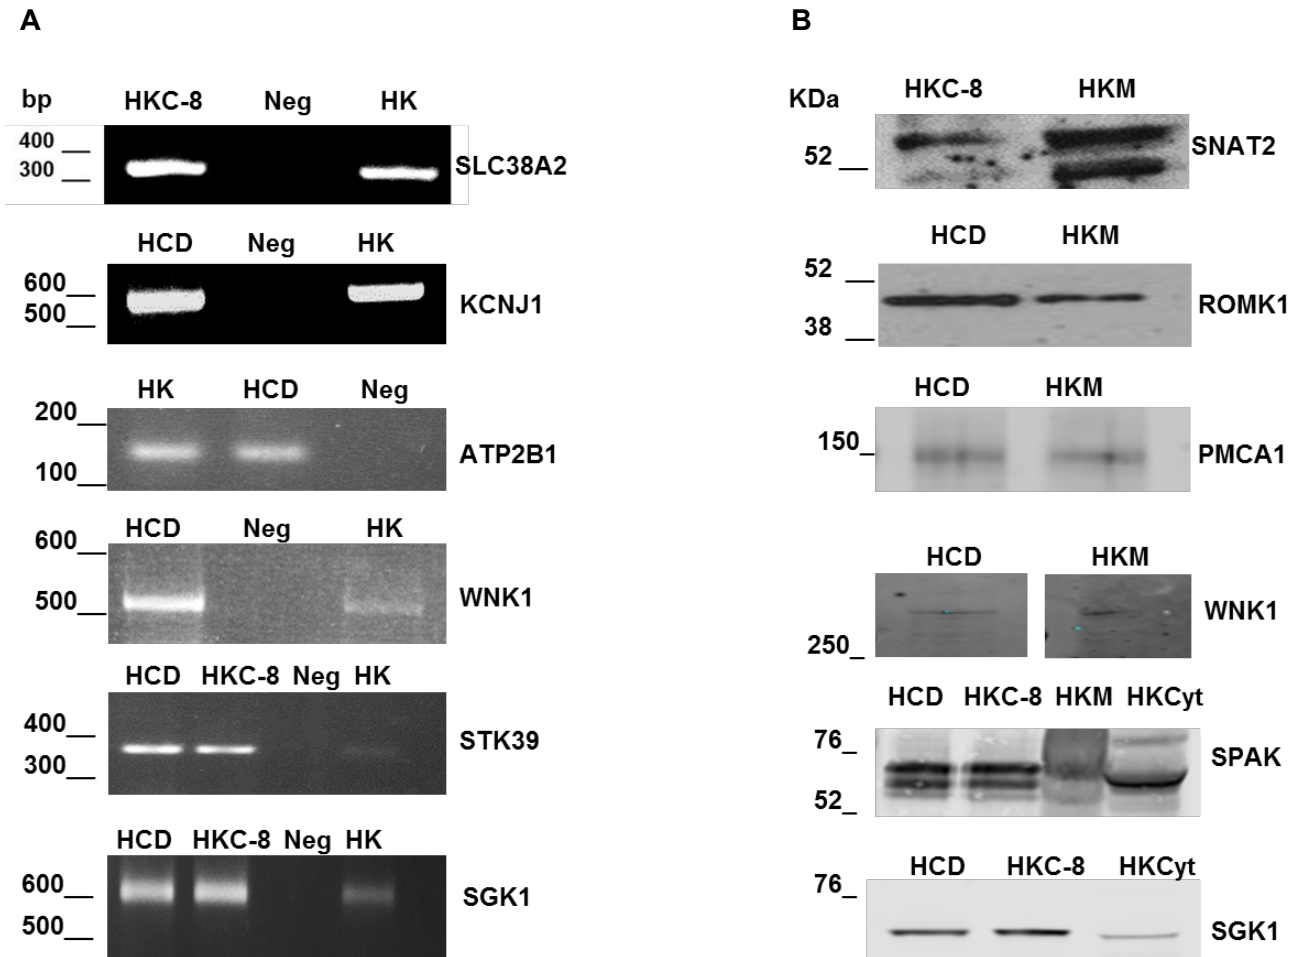 A
bp HKC-8 Neg HK
400
300
SLC38A2
HCD Neg HK
600
500
KCNJ1
HK HCD Neg
200
100
ATP2B1
HCD Neg HK
600
500
WNK1
HCD HKC-8 Neg HK
400
300
STK39
HCD HKC-8 Neg HK
600
500
SGK1
B
KDa HKC-8 HKM
52
SNAT2
HCD HKM
52
38
ROMK1
HCD HKM
150
PMCA1
HCD HKM
250
WNK1
HCD HKC-8 HKM HKCyt
76
52
SPAK
HCD HKC-8 HKCyt
76
SGK1